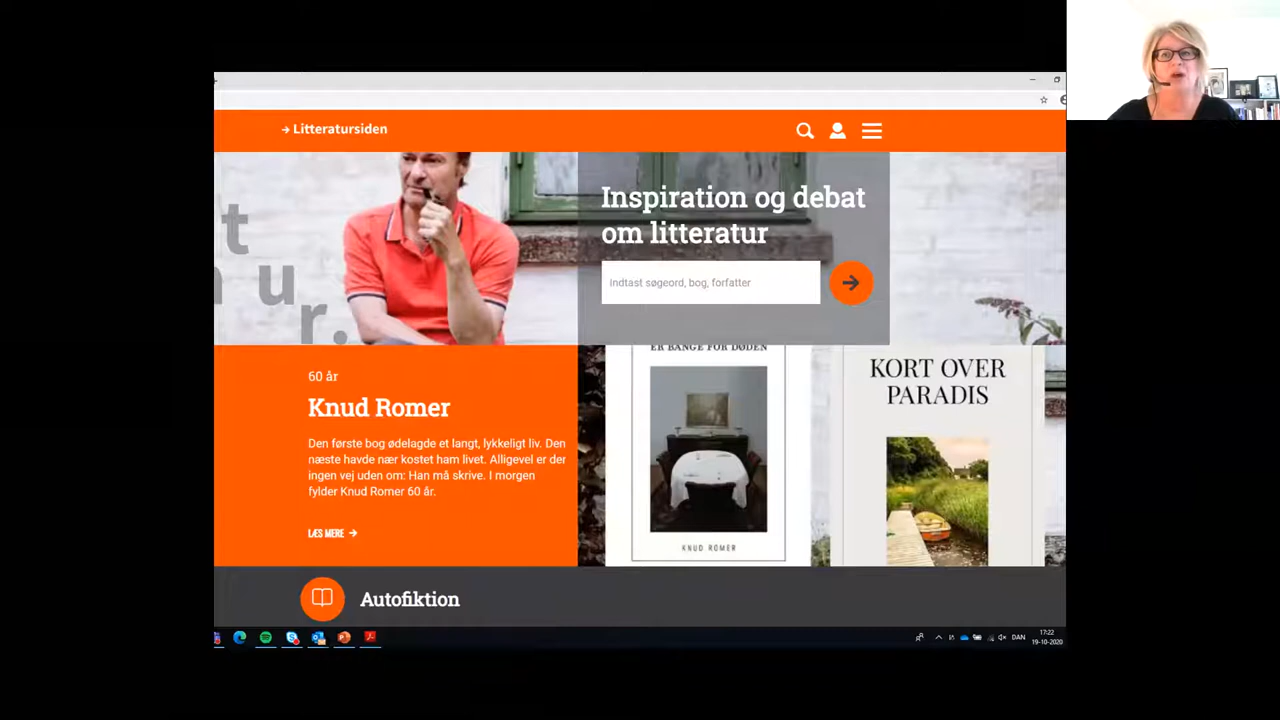 → Litteratursiden
t
u
r.
Inspiration og debat
om litteratur
Indtast søgeord, bog, forfatter
60 år
Knud Romer
Den første bog ødelagde et langt, lykkeligt liv. Den
næste havde nær kostet ham livet. Alligevel er der
ingen vej uden om: Han må skrive. I morgen
fylder Knud Romer 60 år.
LÆS MERE →
ER BANGE FOR DØDEN
KNUD ROMER
KORT OVER
PARADIS
Autofiktion
DAN
17:22
19-10-2020